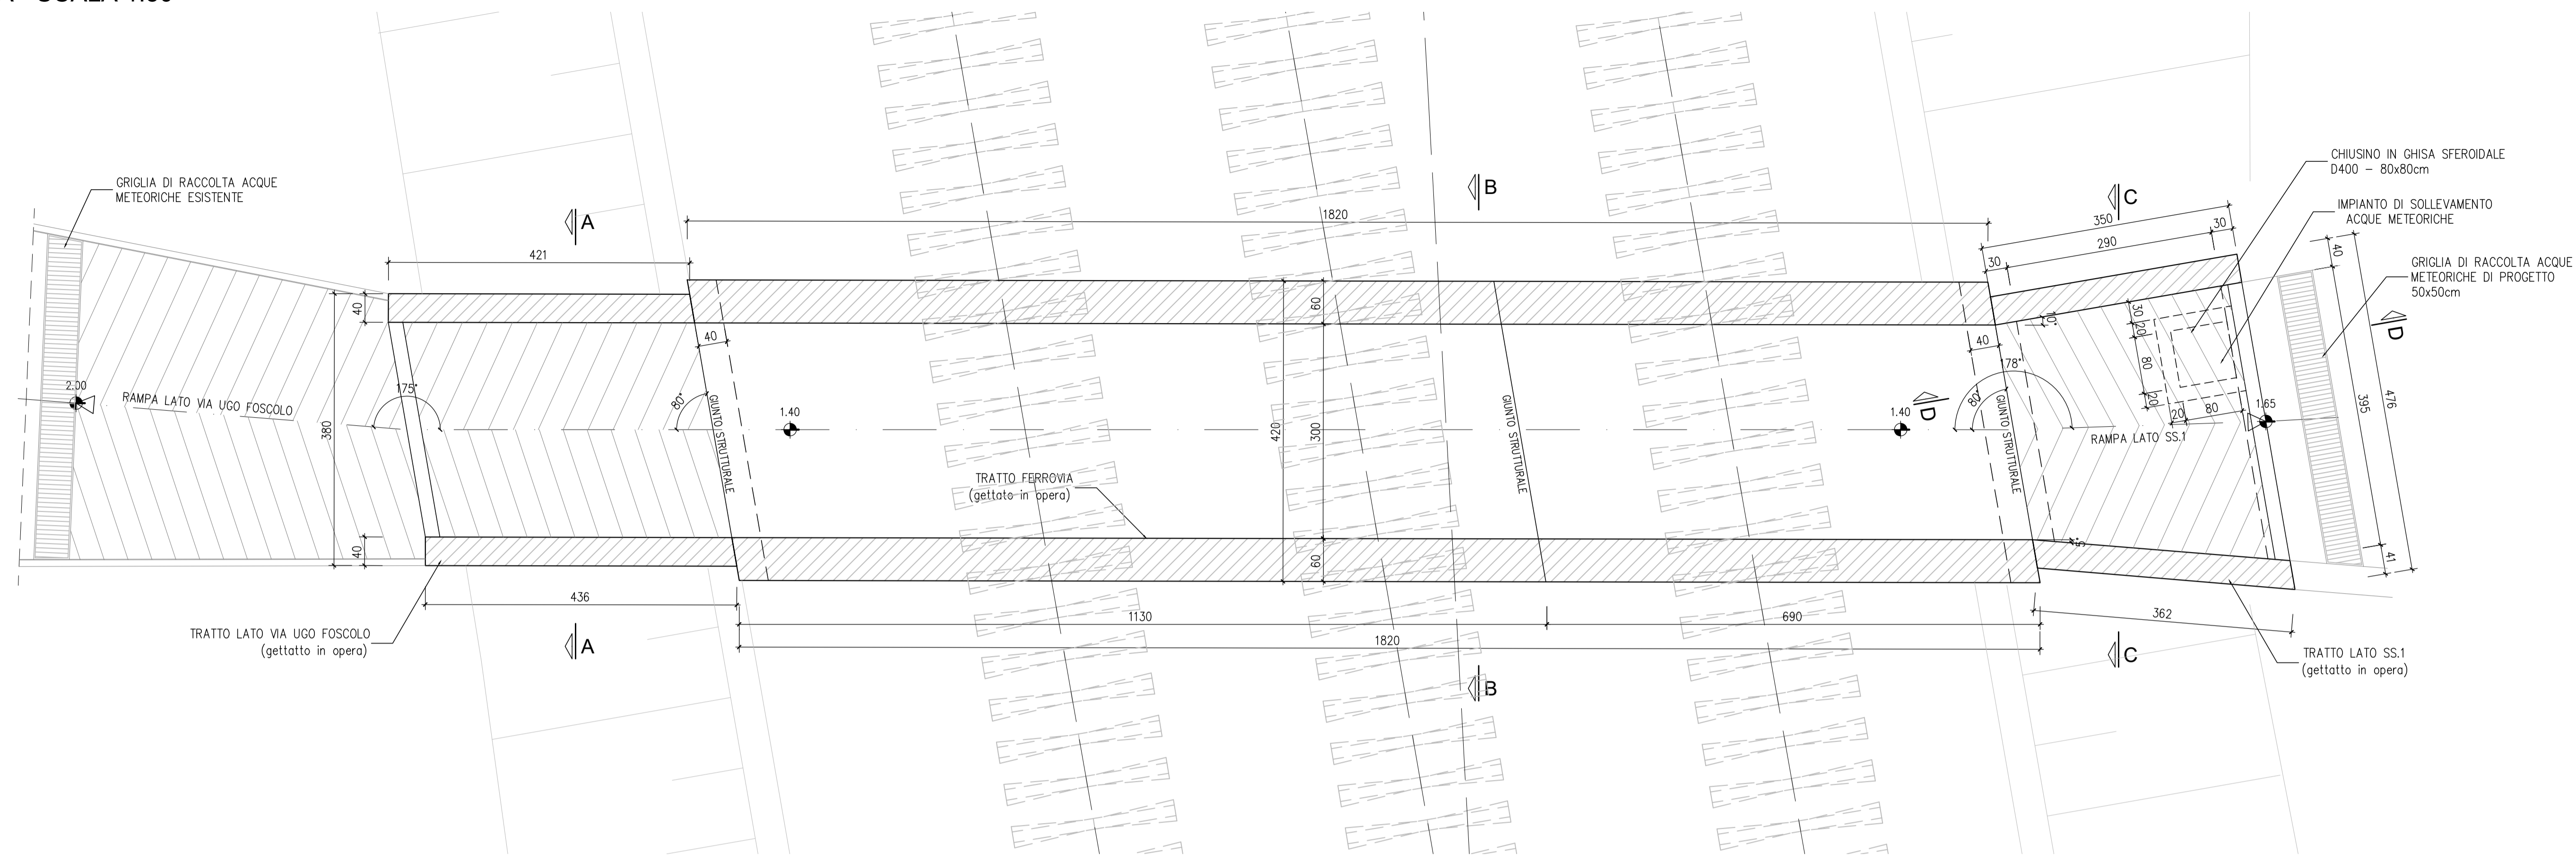 GRIGLIA DI RACCOLTA ACQUE
METEORICHE ESISTENTE
A
B
C
CHIUSINO IN GHISA SFEROIDALE
D400 - 80x80cm
IMPIANTO DI SOLLEVAMENTO
ACQUE METEORICHE
GRIGLIA DI RACCOLTA ACQUE
METEORICHE DI PROGETTO
50x50cm
1820
350
30
290
30
40
421
40
60
40
40
10°
30
20
80
20
20
80
D
476
395
41
2.00
RAMPA LATO VIA UGO FOSCOLO
175°
380
80°
GIUNTO STRUTTURALE
1.40
420
300
GIUNTO STRUTTURALE
1.40
D
80°
178°
GIUNTO STRUTTURALE
RAMPA LATO SS.1
1.65
TRATTO FERROVIA
(gettato in opera)
40
60
5°
436
1130
690
1820
362
TRATTO LATO VIA UGO FOSCOLO
(gettatto in opera)
A
B
C
TRATTO LATO SS.1
(gettatto in opera)